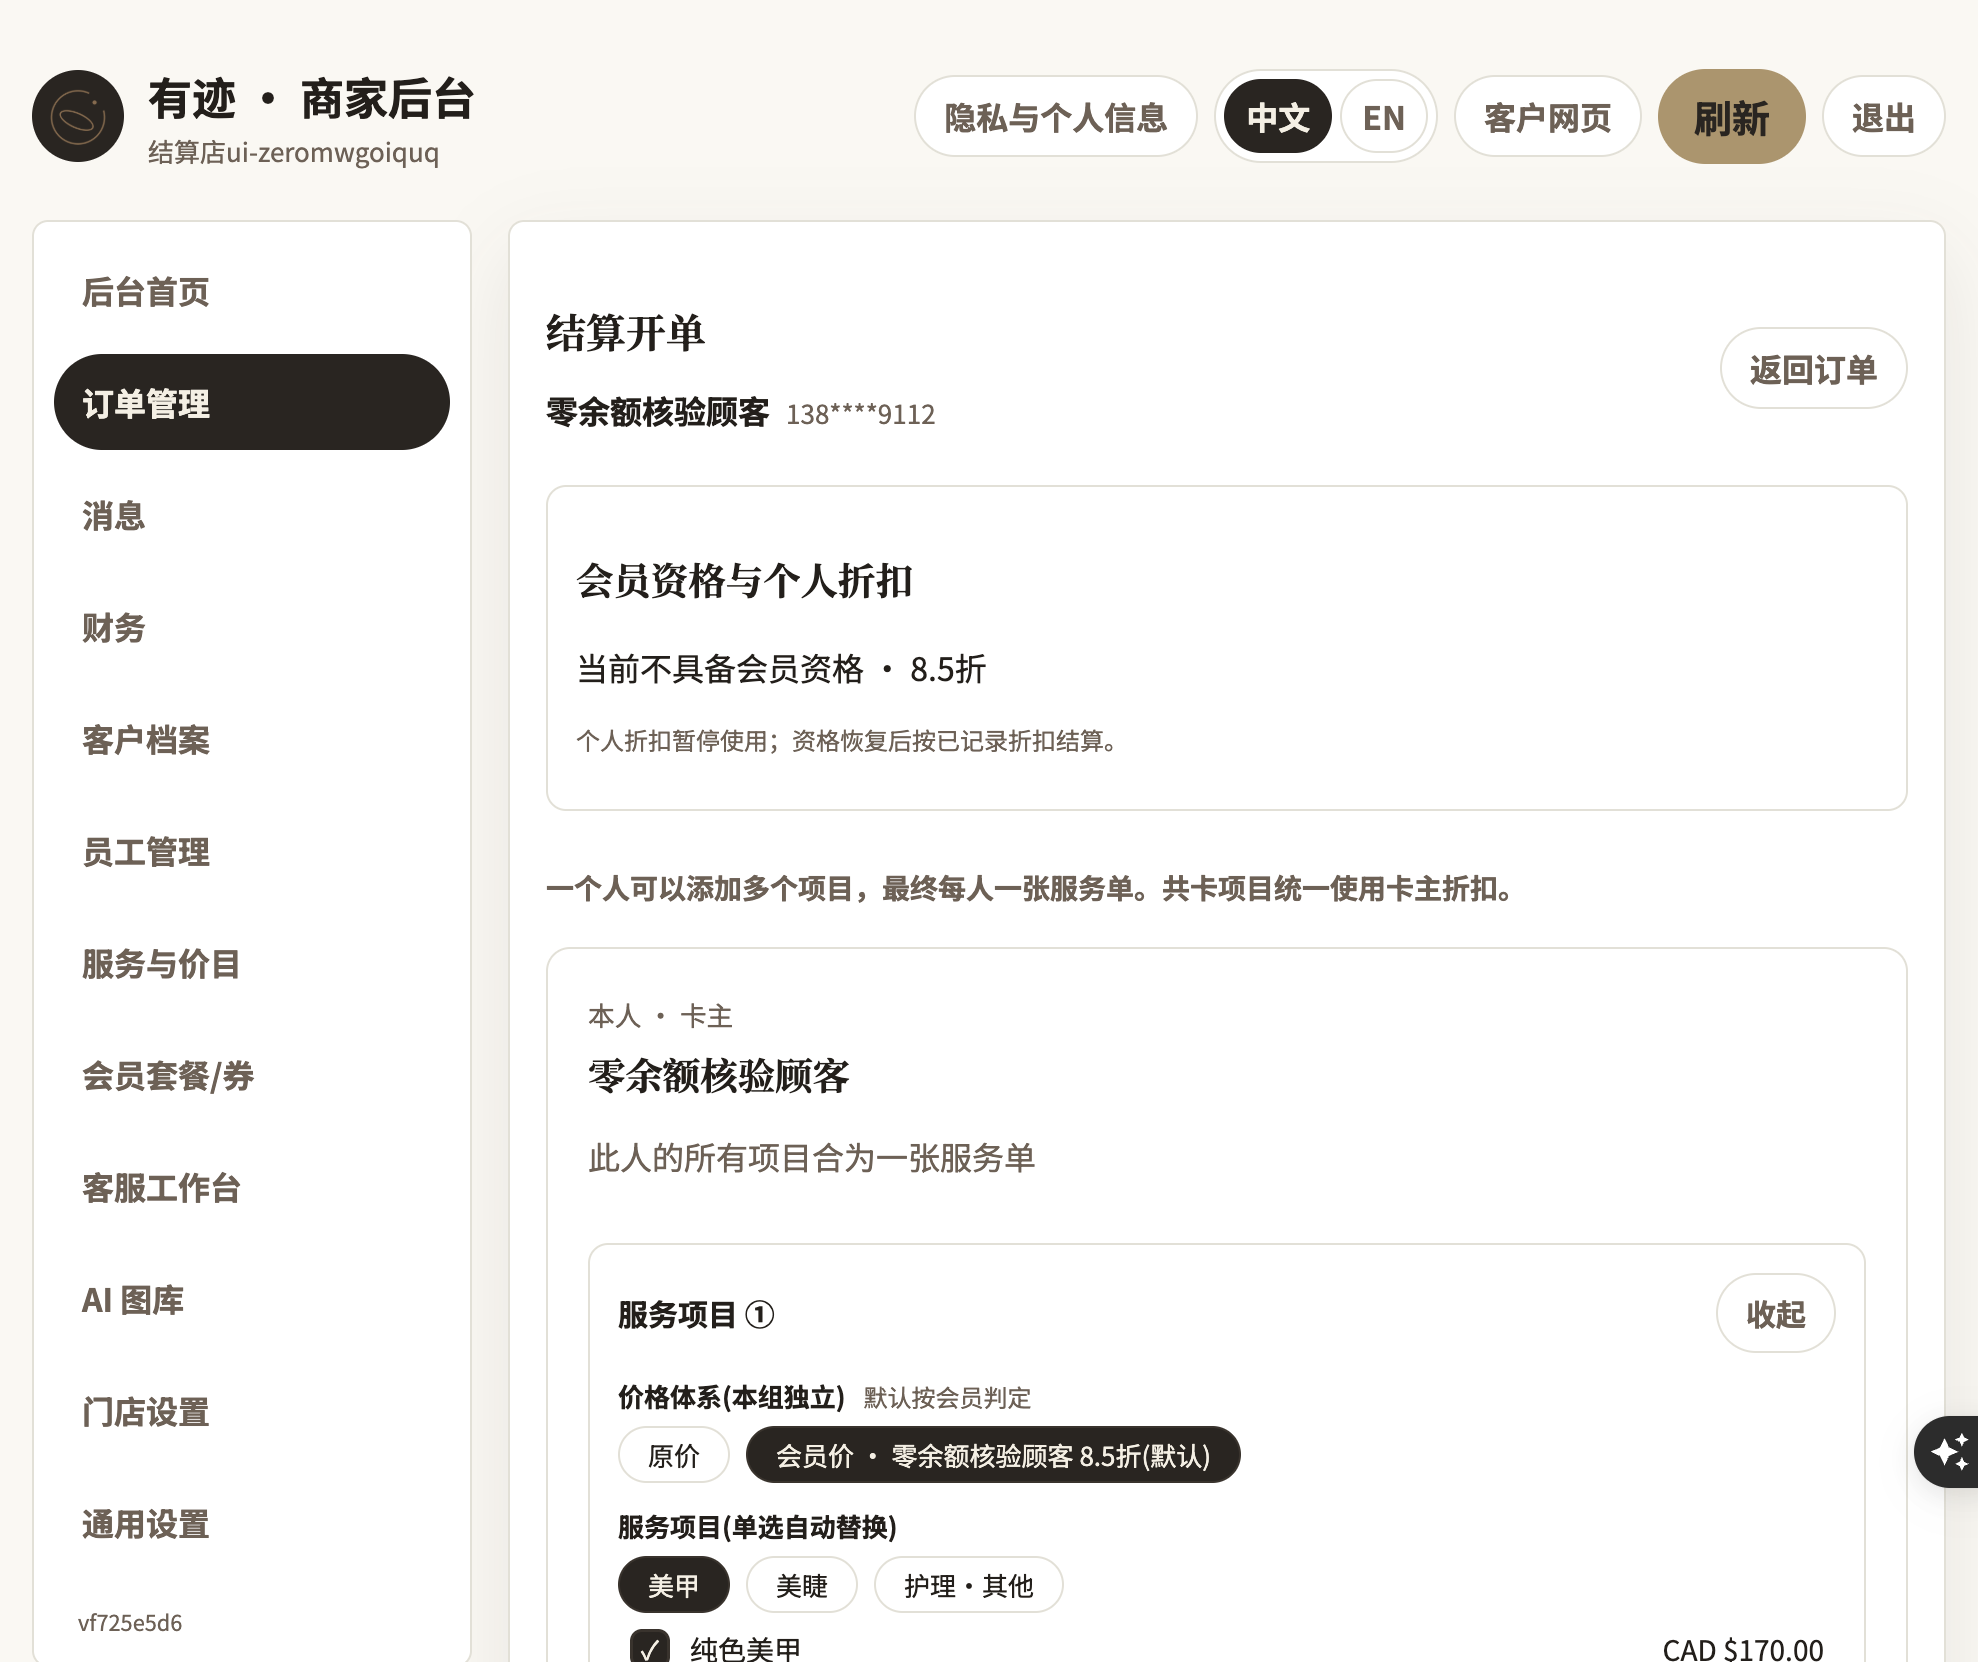 有迹 · 商家后台
结算店ui-zeromwgoiquq
隐私与个人信息
中文
EN
客户网页
刷新
退出
后台首页
订单管理
消息
财务
客户档案
员工管理
服务与价目
会员套餐/券
客服工作台
AI 图库
门店设置
通用设置
vf725e5d6
结算开单
返回订单
零余额核验顾客 138****9112
会员资格与个人折扣
当前不具备会员资格 · 8.5折
个人折扣暂停使用；资格恢复后按已记录折扣结算。
一个人可以添加多个项目，最终每人一张服务单。共卡项目统一使用卡主折扣。
本人 · 卡主
零余额核验顾客
此人的所有项目合为一张服务单
服务项目 ①
收起
价格体系(本组独立) 默认按会员判定
原价
会员价 · 零余额核验顾客 8.5折(默认)
服务项目(单选自动替换)
美甲
美睫
护理·其他
纯色美甲
CAD $170.00